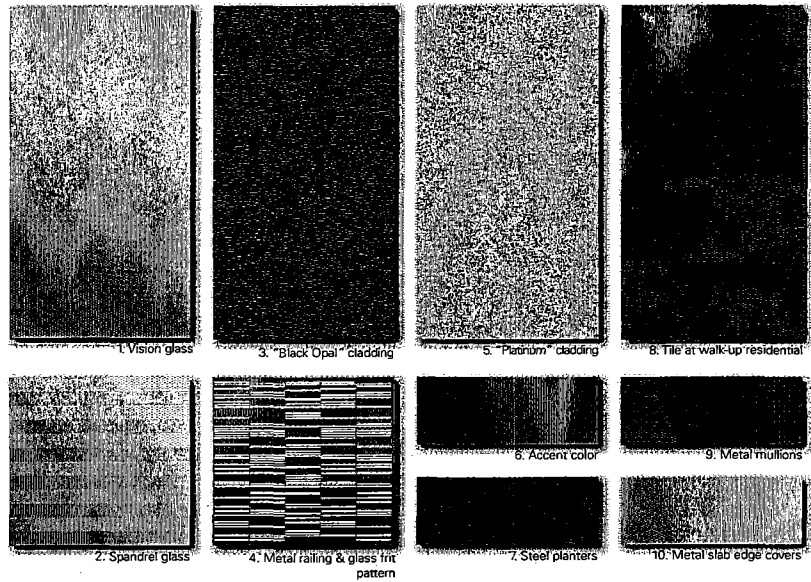 1. Vision glass
3. "Black Opal" cladding
5. "Platinum" cladding
8. Tile at walk-up residential
6. Accent color
9. Metal mullions
2. Spandrel glass
4. Metal railing & glass frit
pattern
7. Steel planters
10. Metal slab edge covers